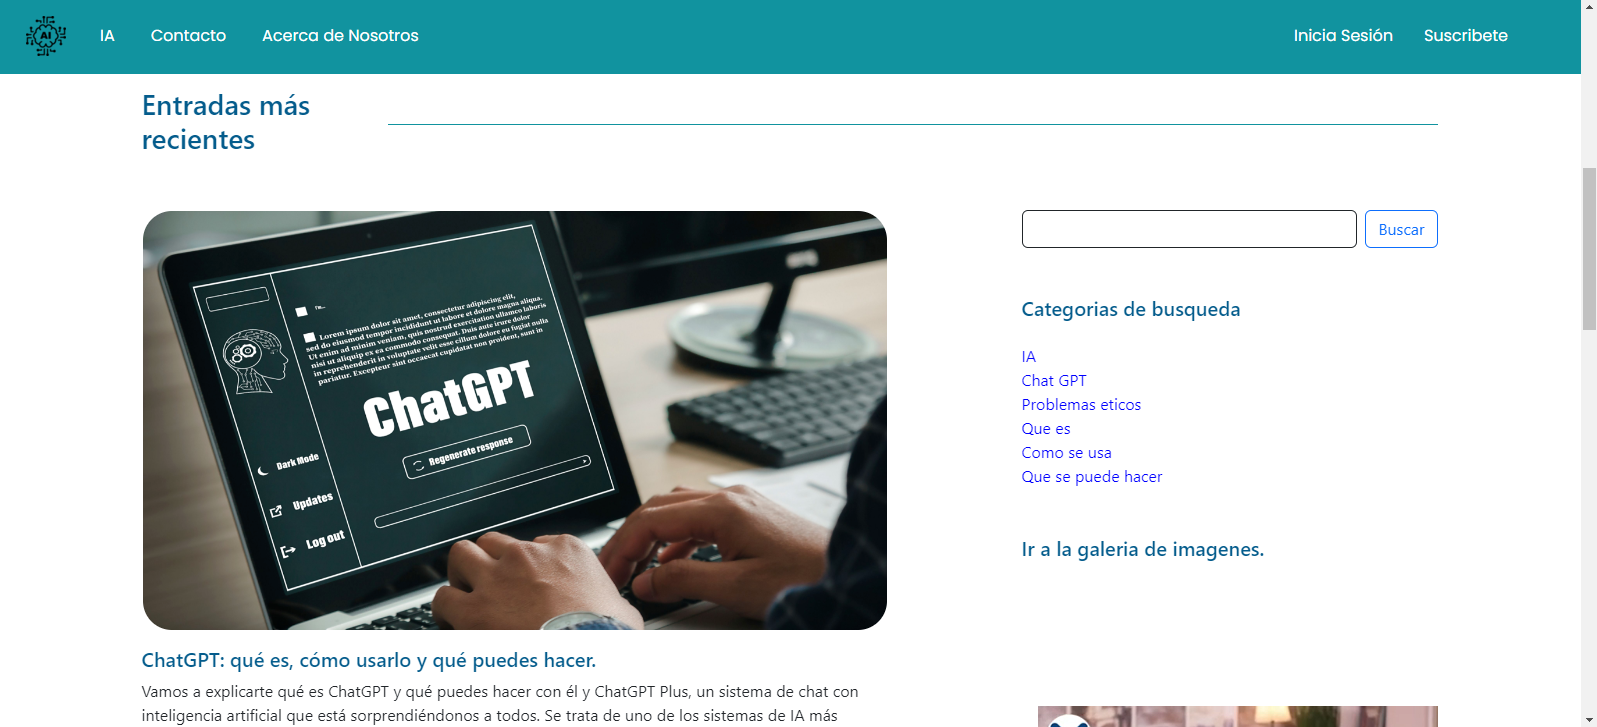 AI
IA
Contacto
Acerca de Nosotros
Inicia Sesión
Suscribete
Entradas más
recientes
Lorem ipsum dolor sit amet, consectetur adipiscing elit,
sed do eiusmod tempor incididunt ut labore et dolore magna aliqua.
Ut enim ad minim veniam, quis nostrud exercitation ullamco laboris
nisi ut aliquip ex ea commodo consequat. Duis aute irure dolor
in reprehenderit in voluptate velit esse cillum dolore eu fugiat nulla
pariatur. Excepteur sint occaecat cupidatat non proident, sunt in
ChatGPT
Regenerate response
Dark Mode
Updates
Log out
ChatGPT: qué es, cómo usarlo y qué puedes hacer.
Vamos a explicarte qué es ChatGPT y qué puedes hacer con él y ChatGPT Plus, un sistema de chat con
inteligencia artificial que está sorprendiéndonos a todos. Se trata de uno de los sistemas de IA más
Buscar
Categorias de busqueda
IA
Chat GPT
Problemas eticos
Que es
Como se usa
Que se puede hacer
Ir a la galeria de imagenes.